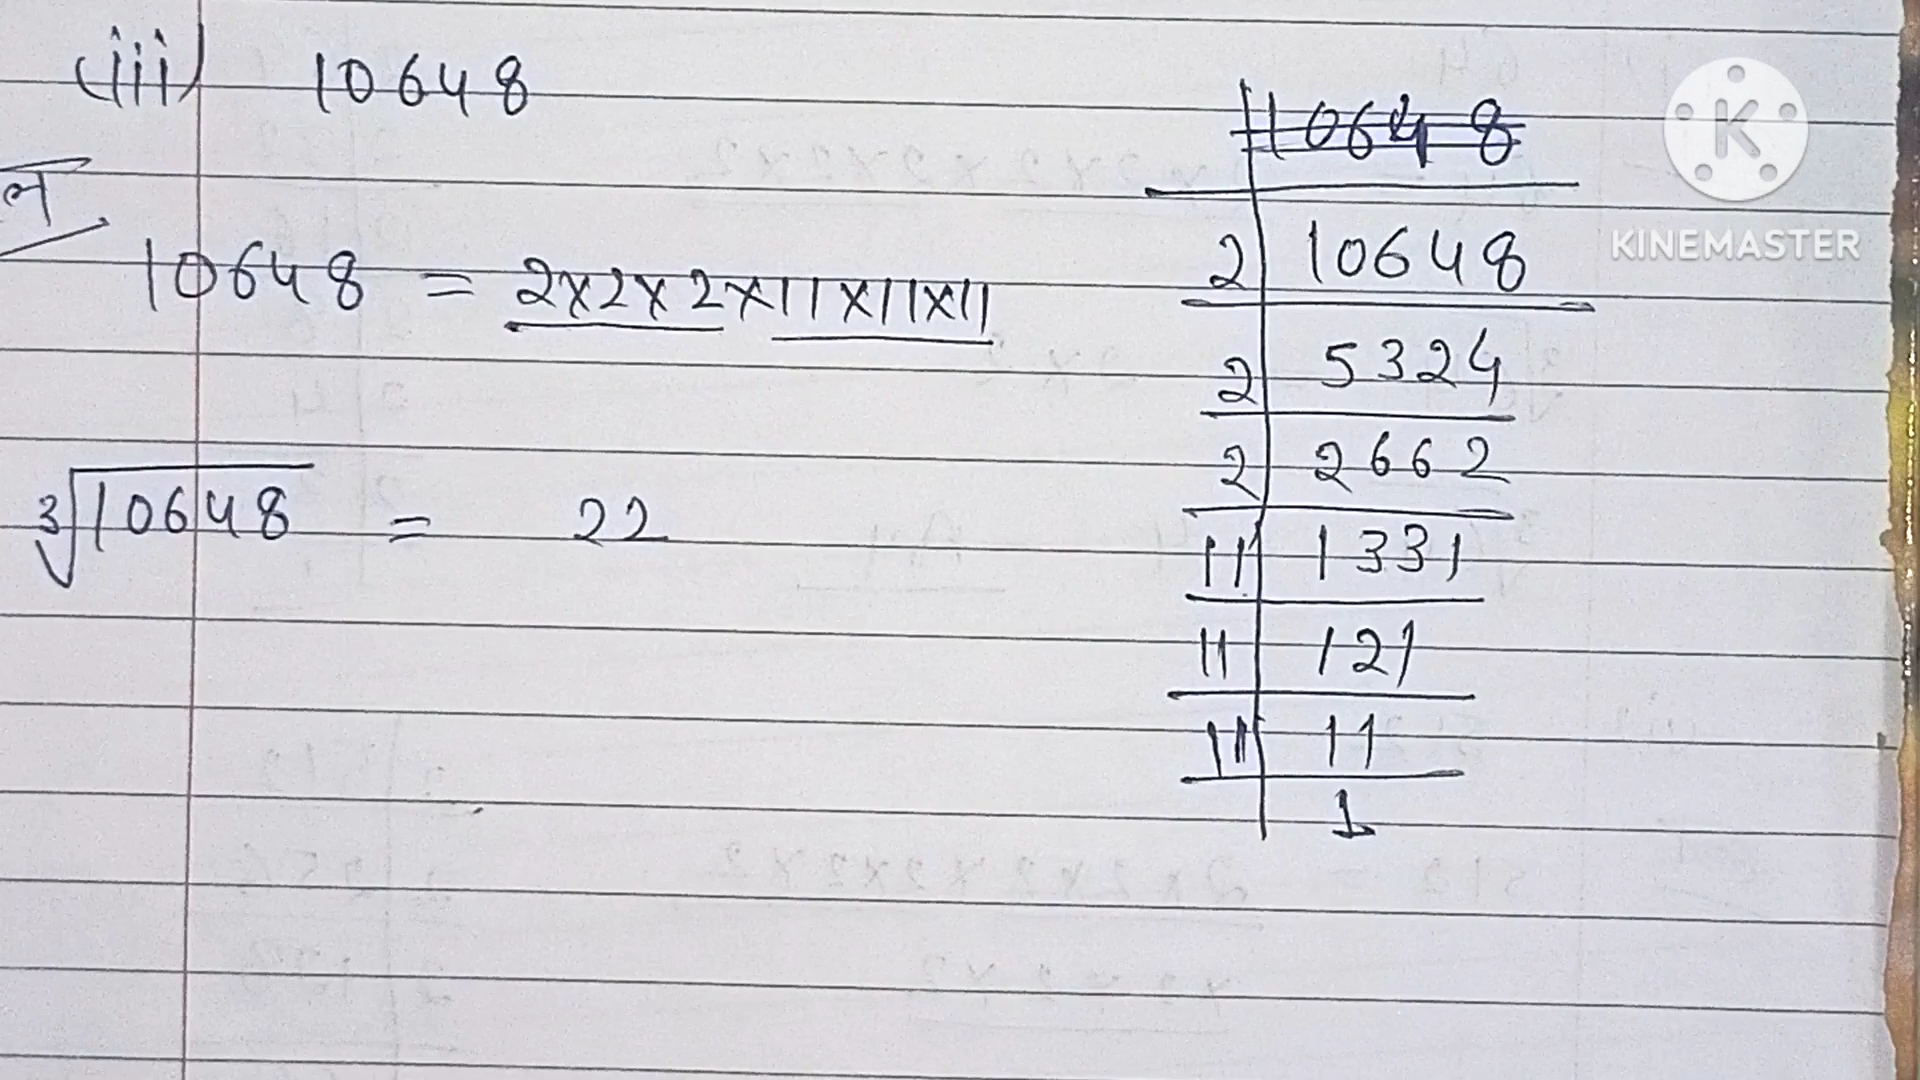 (iii) 10648
10648 = 2×2×2×11×11×11
∛10648 = 22
10648
2 | 10648
2 | 5324
2 | 2662
11 | 1331
11 | 121
11 | 11
1
K
KINEMASTER